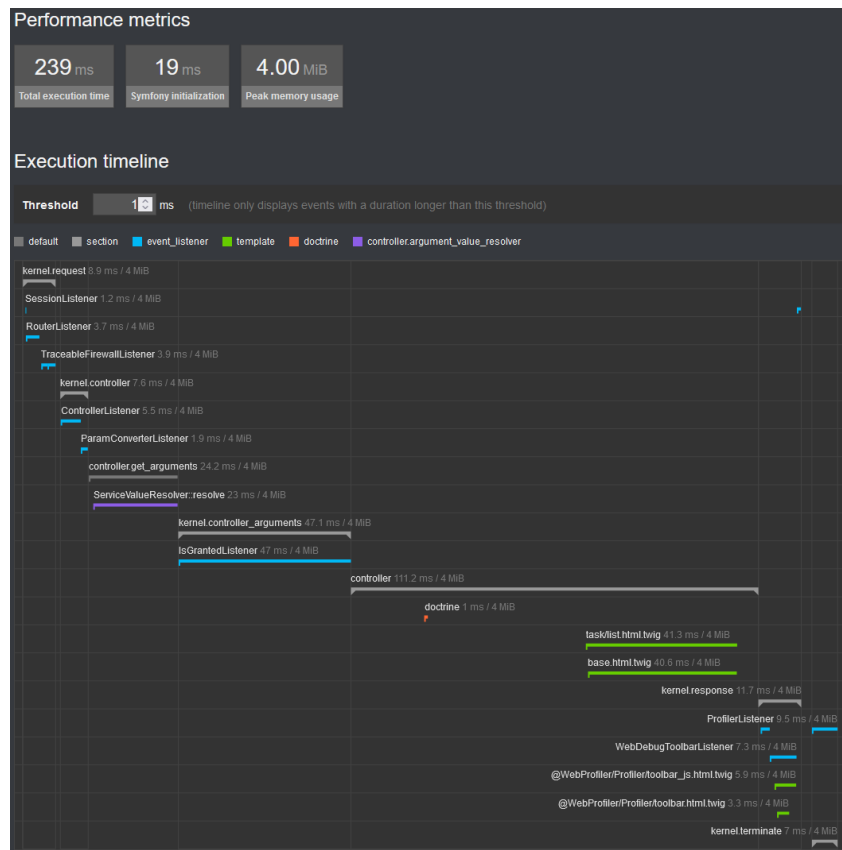 Performance metrics
239 ms 19 ms 4.00 MiB
Total execution time Symfony initialization Peak memory usage
Execution timeline
Threshold 1 ms (timeline only displays events with a duration longer than this threshold)
default section event_listener template doctrine controller.argument_value_resolver
kernel.request 8.9 ms / 4 MiB
SessionListener 1.2 ms / 4 MiB
RouterListener 3.7 ms / 4 MiB
TraceableFirewallListener 3.9 ms / 4 MiB
kernel.controller 7.6 ms / 4 MiB
ControllerListener 5.5 ms / 4 MiB
ParamConverterListener 1.9 ms / 4 MiB
controller.get_arguments 24.2 ms / 4 MiB
ServiceValueResolver::resolve 23 ms / 4 MiB
kernel.controller_arguments 47.1 ms / 4 MiB
IsGrantedListener 47 ms / 4 MiB
controller 111.2 ms / 4 MiB
doctrine 1 ms / 4 MiB
task/list.html.twig 41.3 ms / 4 MiB
base.html.twig 40.6 ms / 4 MiB
kernel.response 11.7 ms / 4 MiB
ProfilerListener 9.5 ms / 4 MiB
WebDebugToolbarListener 7.3 ms / 4 MiB
@WebProfiler/Profiler/toolbar_js.html.twig 5.9 ms / 4 MiB
@WebProfiler/Profiler/toolbar.html.twig 3.3 ms / 4 MiB
kernel.terminate 7 ms / 4 MiB